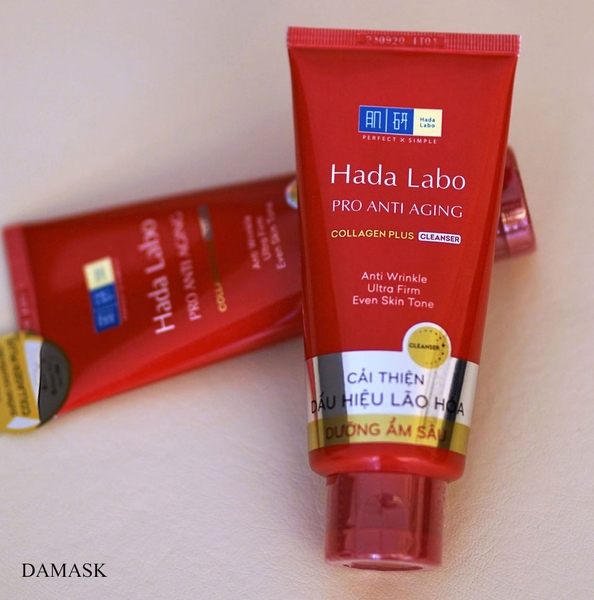 230920 IT01
肌|研 Hada Labo
PERFECT × SIMPLE
Hada Labo
PRO ANTI AGING
COLLAGEN PLUS CLEANSER
Anti Wrinkle
Ultra Firm
Even Skin Tone
CLEANSER
CẢI THIỆN
DẤU HIỆU LÃO HÓA
DƯỠNG ẨM SÂU
Hada Labo
PRO ANTI AGING
Anti Wrinkle
Ultra Firm
Even Skin Tone
DAMASK